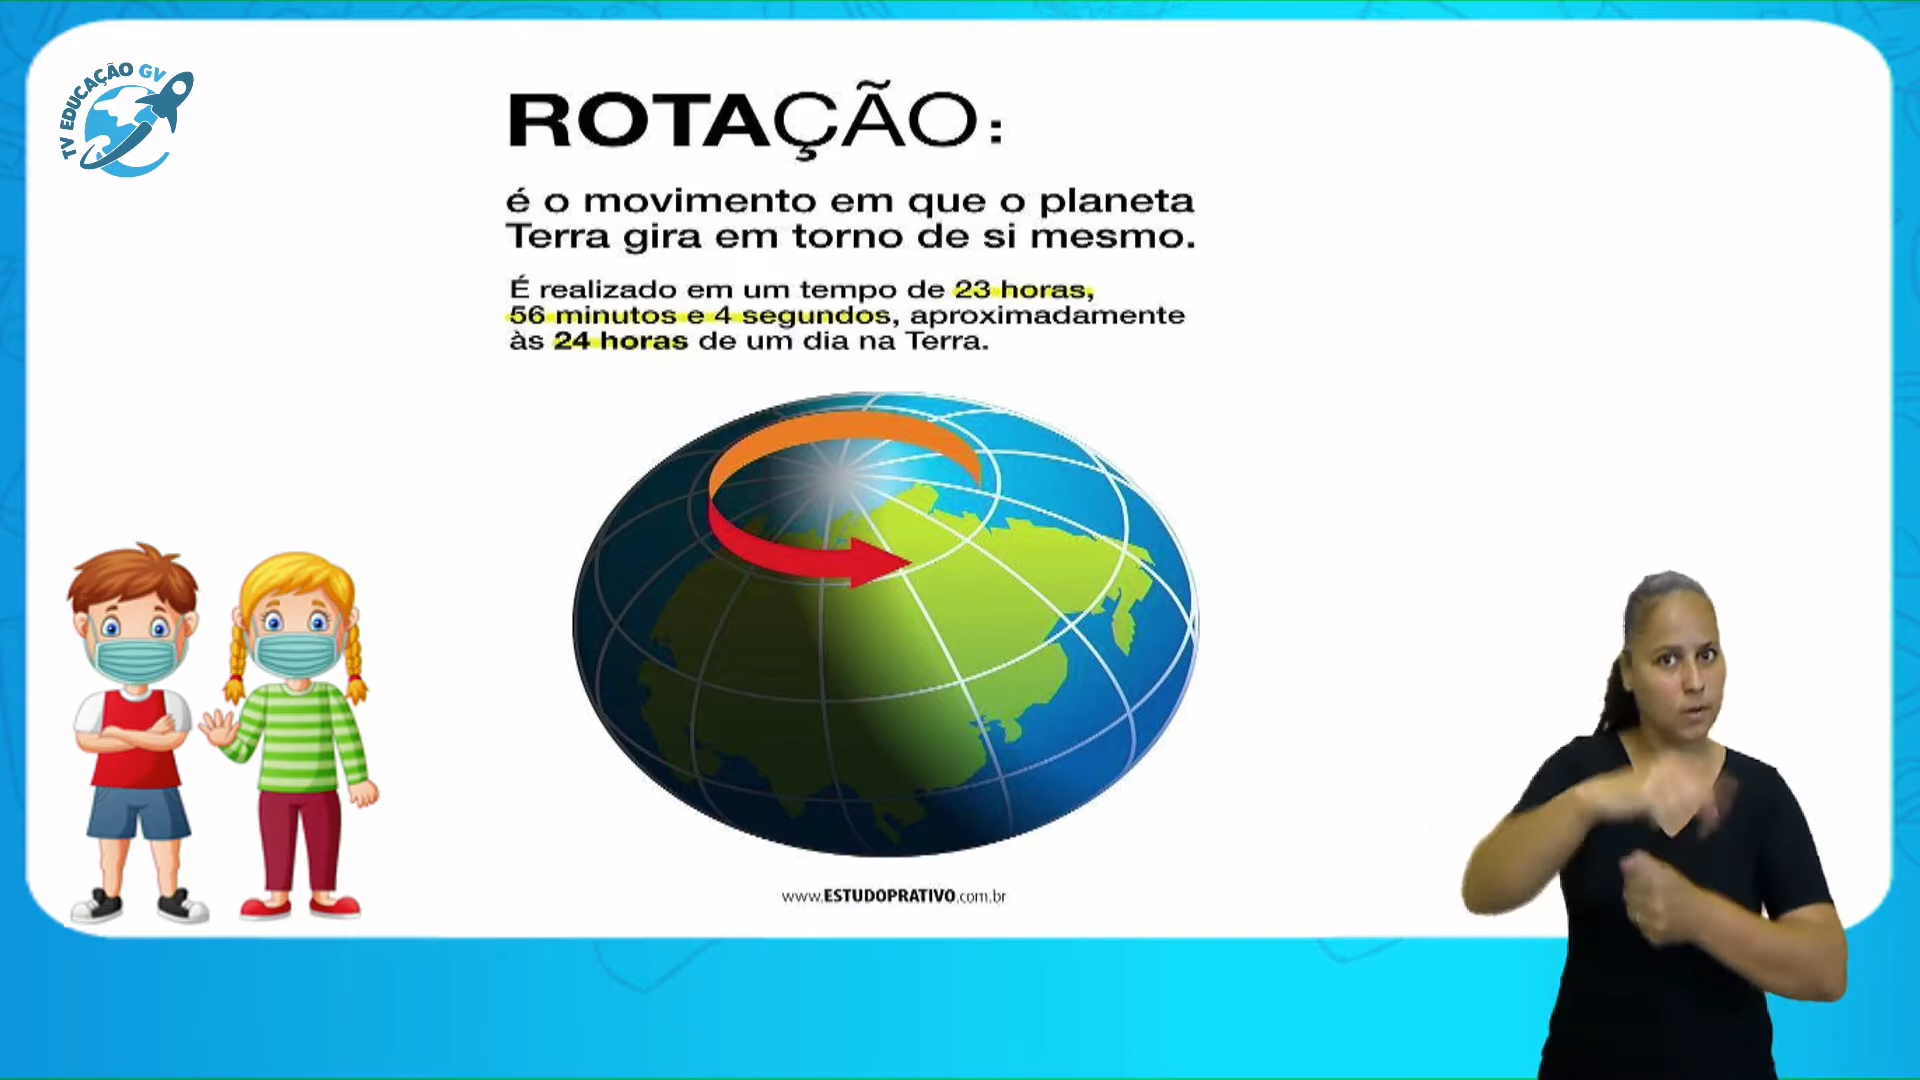 TV EDUCAÇÃO GV
ROTAÇÃO:
é o movimento em que o planeta
Terra gira em torno de si mesmo.
É realizado em um tempo de 23 horas,
56 minutos e 4 segundos, aproximadamente
às 24 horas de um dia na Terra.
www.ESTUDOPRATIVO.com.br